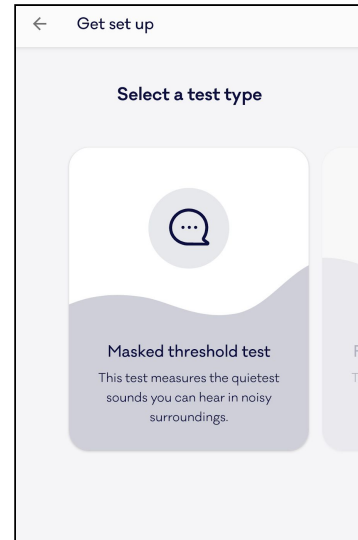 Get set up
Select a test type
Masked threshold test
This test measures the quietest
sounds you can hear in noisy
surroundings.